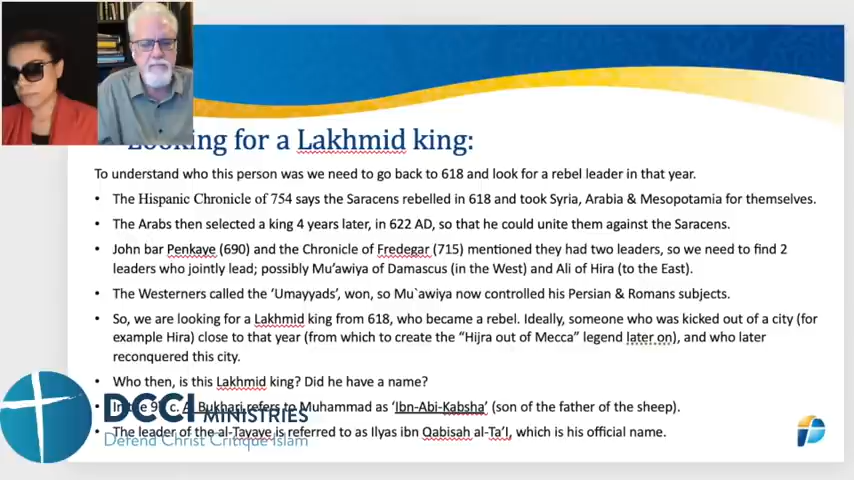 Looking for a Lakhmid king:
To understand who this person was we need to go back to 618 and look for a rebel leader in that year.
• The Hispanic Chronicle of 754 says the Saracens rebelled in 618 and took Syria, Arabia & Mesopotamia for themselves.
• The Arabs then selected a king 4 years later, in 622 AD, so that he could unite them against the Saracens.
• John bar Penkaye (690) and the Chronicle of Fredegar (715) mentioned they had two leaders, so we need to find 2
leaders who jointly lead; possibly Mu'awiya of Damascus (in the West) and Ali of Hira (to the East).
• The Westerners called the 'Umayyads', won, so Mu`awiya now controlled his Persian & Romans subjects.
• So, we are looking for a Lakhmid king from 618, who became a rebel. Ideally, someone who was kicked out of a city (for
example Hira) close to that year (from which to create the "Hijra out of Mecca" legend later on), and who later
reconquered this city.
• Who then, is this Lakhmid king? Did he have a name?
• In the 9th c. Al Bukhari refers to Muhammad as 'Ibn-Abi-Kabsha' (son of the father of the sheep).
• The leader of the al-Tayaye is referred to as Ilyas ibn Qabisah al-Ta'I, which is his official name.
DCCI MINISTRIES
Defend Christ Critique Islam